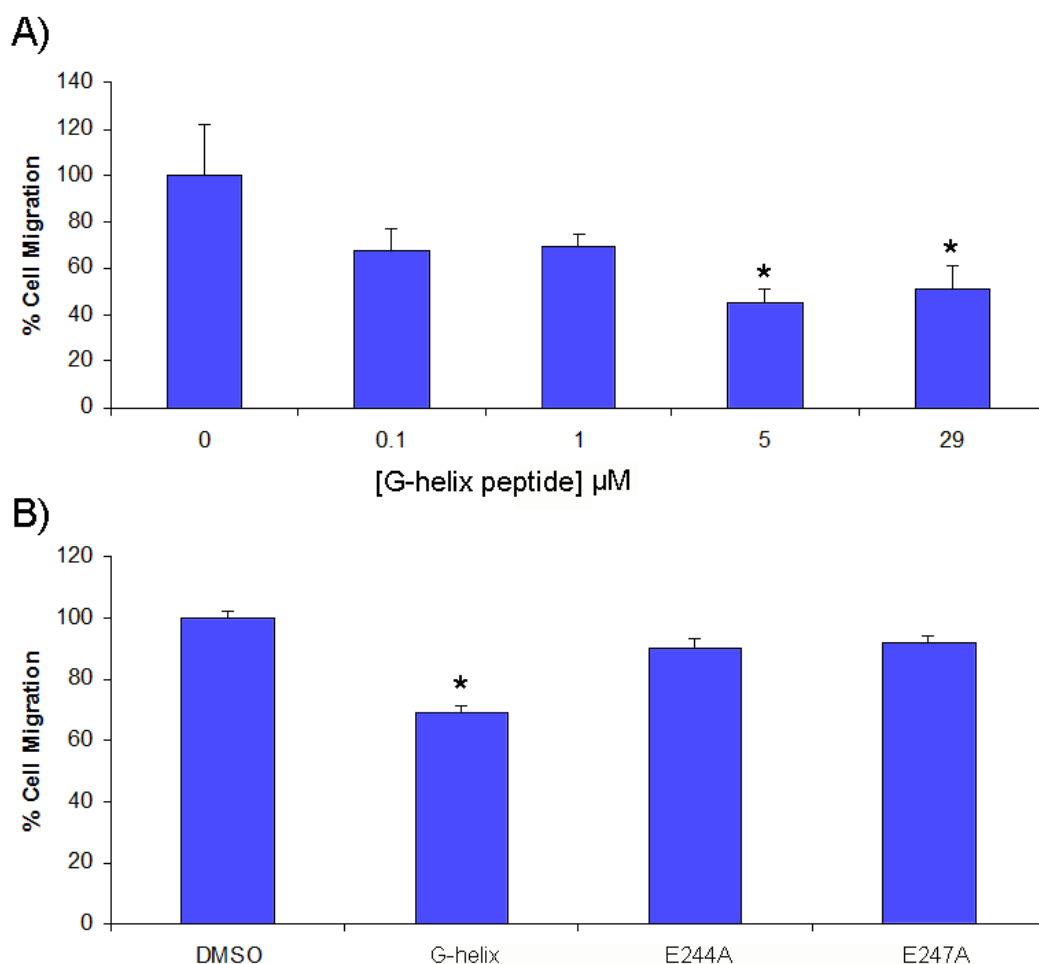 A)
140
120
100
80
60
40
20
0
% Cell Migration
* *
0 0.1 1 5 29
[G-helix peptide] µM
B)
120
100
80
60
40
20
0
% Cell Migration
*
DMSO G-helix E244A E247A